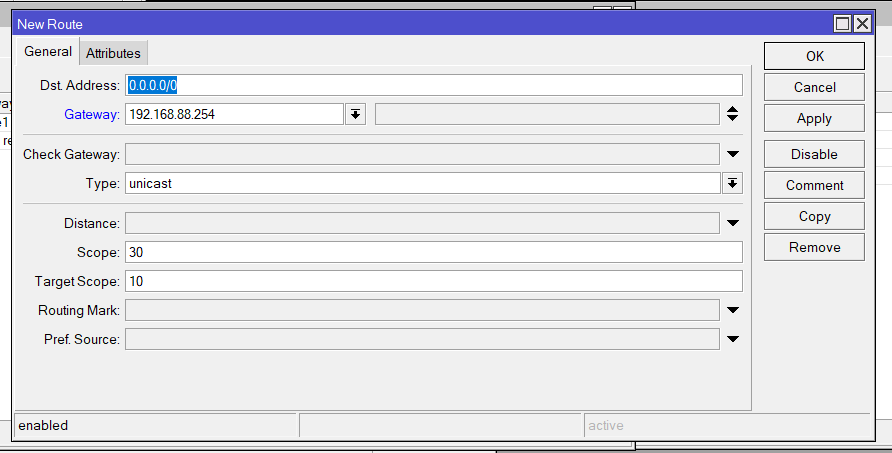 New Route
General Attributes
Dst. Address: 0.0.0.0/0
Gateway: 192.168.88.254
Check Gateway:
Type: unicast
Distance:
Scope: 30
Target Scope: 10
Routing Mark:
Pref. Source:
OK
Cancel
Apply
Disable
Comment
Copy
Remove
enabled
active